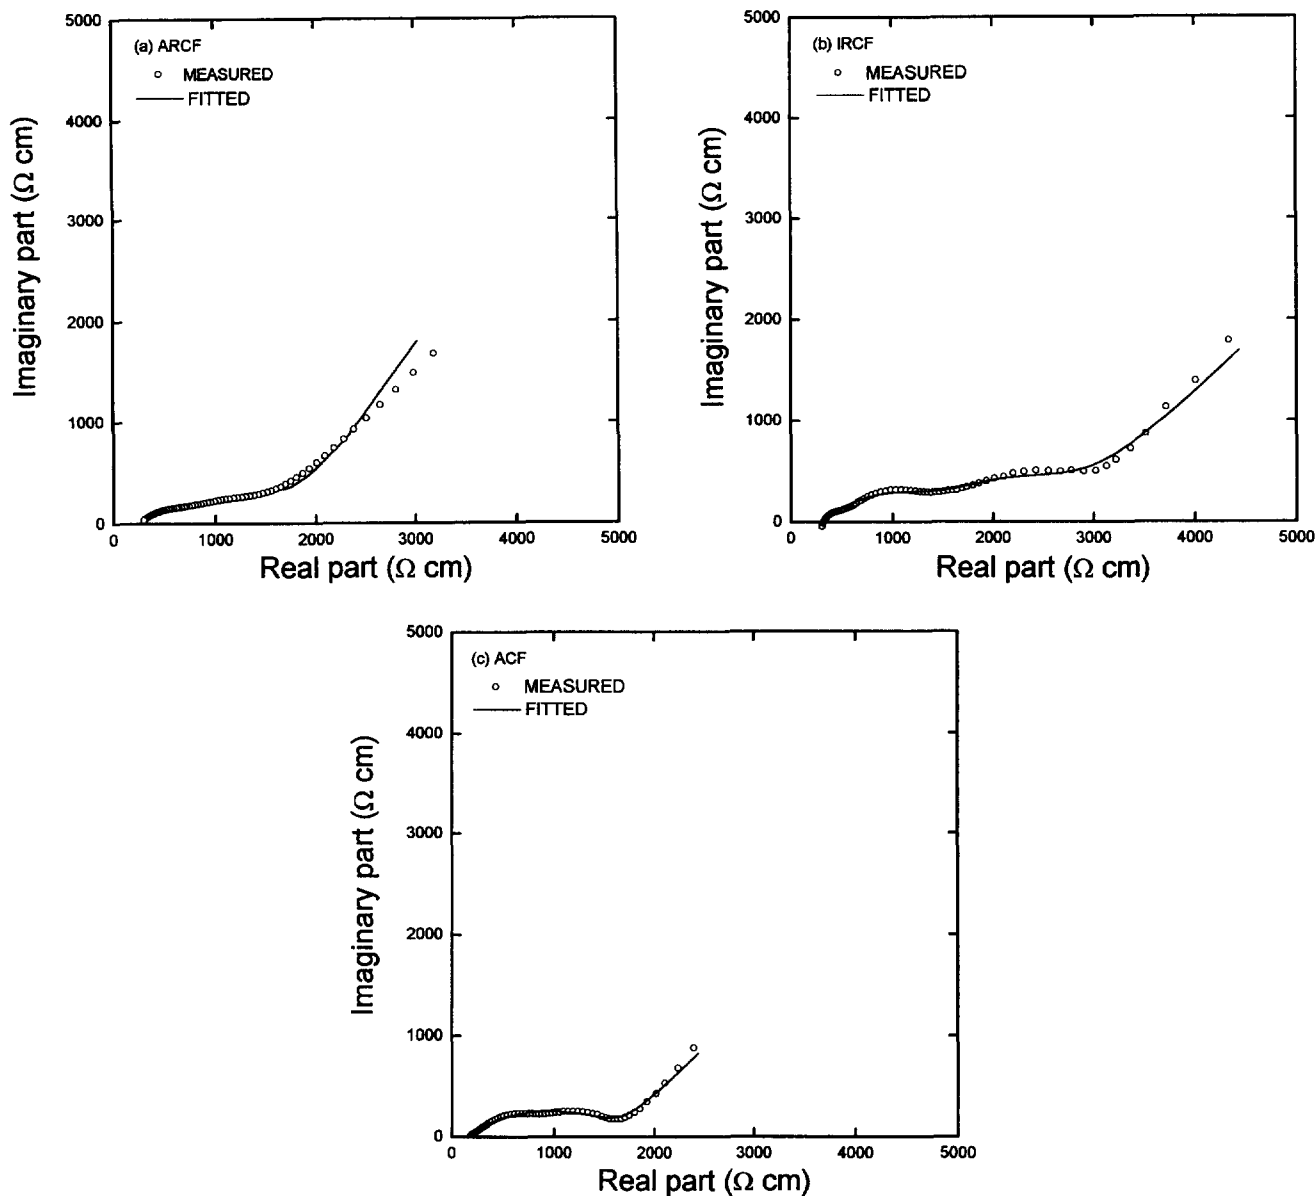 5000
(a) ARCF
MEASURED
FITTED
4000
3000
2000
1000
0
0 1000 2000 3000 4000 5000
Imaginary part (Ω cm)
Real part (Ω cm)
5000
(b) IRCF
MEASURED
FITTED
4000
3000
2000
1000
0
0 1000 2000 3000 4000 5000
Imaginary part (Ω cm)
Real part (Ω cm)
5000
(c) ACF
MEASURED
FITTED
4000
3000
2000
1000
0
0 1000 2000 3000 4000 5000
Imaginary part (Ω cm)
Real part (Ω cm)